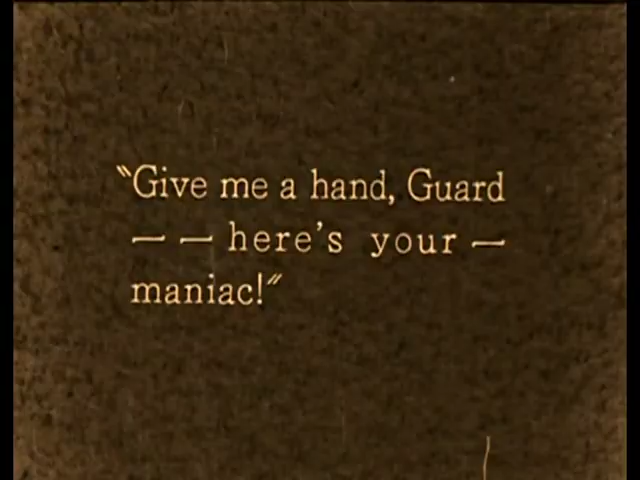 "Give me a hand, Guard
— — here's your —
maniac!"